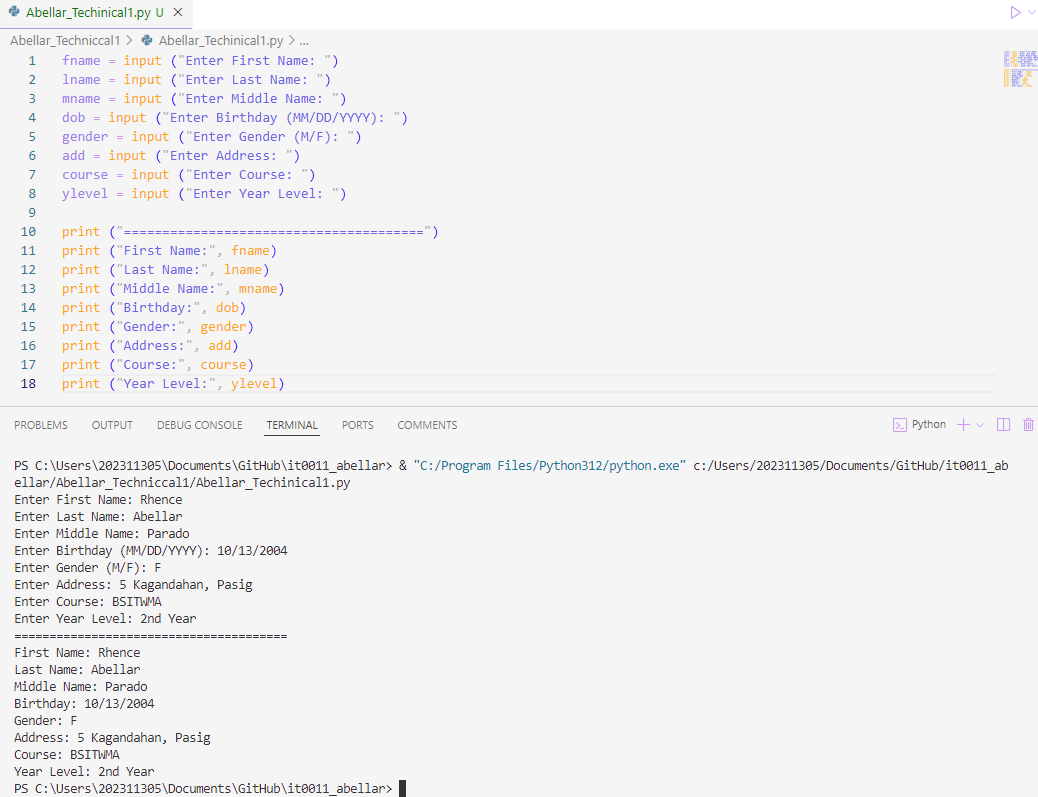 Abellar_Techinical1.py U ×
Abellar_Techniccal1 > Abellar_Techinical1.py > ...
1 fname = input ("Enter First Name: ")
2 lname = input ("Enter Last Name: ")
3 mname = input ("Enter Middle Name: ")
4 dob = input ("Enter Birthday (MM/DD/YYYY): ")
5 gender = input ("Enter Gender (M/F): ")
6 add = input ("Enter Address: ")
7 course = input ("Enter Course: ")
8 ylevel = input ("Enter Year Level: ")
9
10 print ("=======================================")
11 print ("First Name:", fname)
12 print ("Last Name:", lname)
13 print ("Middle Name:", mname)
14 print ("Birthday:", dob)
15 print ("Gender:", gender)
16 print ("Address:", add)
17 print ("Course:", course)
18 print ("Year Level:", ylevel)
PROBLEMS OUTPUT DEBUG CONSOLE TERMINAL PORTS COMMENTS Python
PS C:\Users\202311305\Documents\GitHub\it0011_abellar> & "C:/Program Files/Python312/python.exe" c:/Users/202311305/Documents/GitHub/it0011_ab
ellar/Abellar_Techniccal1/Abellar_Techinical1.py
Enter First Name: Rhence
Enter Last Name: Abellar
Enter Middle Name: Parado
Enter Birthday (MM/DD/YYYY): 10/13/2004
Enter Gender (M/F): F
Enter Address: 5 Kagandahan, Pasig
Enter Course: BSITWMA
Enter Year Level: 2nd Year
=======================================
First Name: Rhence
Last Name: Abellar
Middle Name: Parado
Birthday: 10/13/2004
Gender: F
Address: 5 Kagandahan, Pasig
Course: BSITWMA
Year Level: 2nd Year
PS C:\Users\202311305\Documents\GitHub\it0011_abellar>